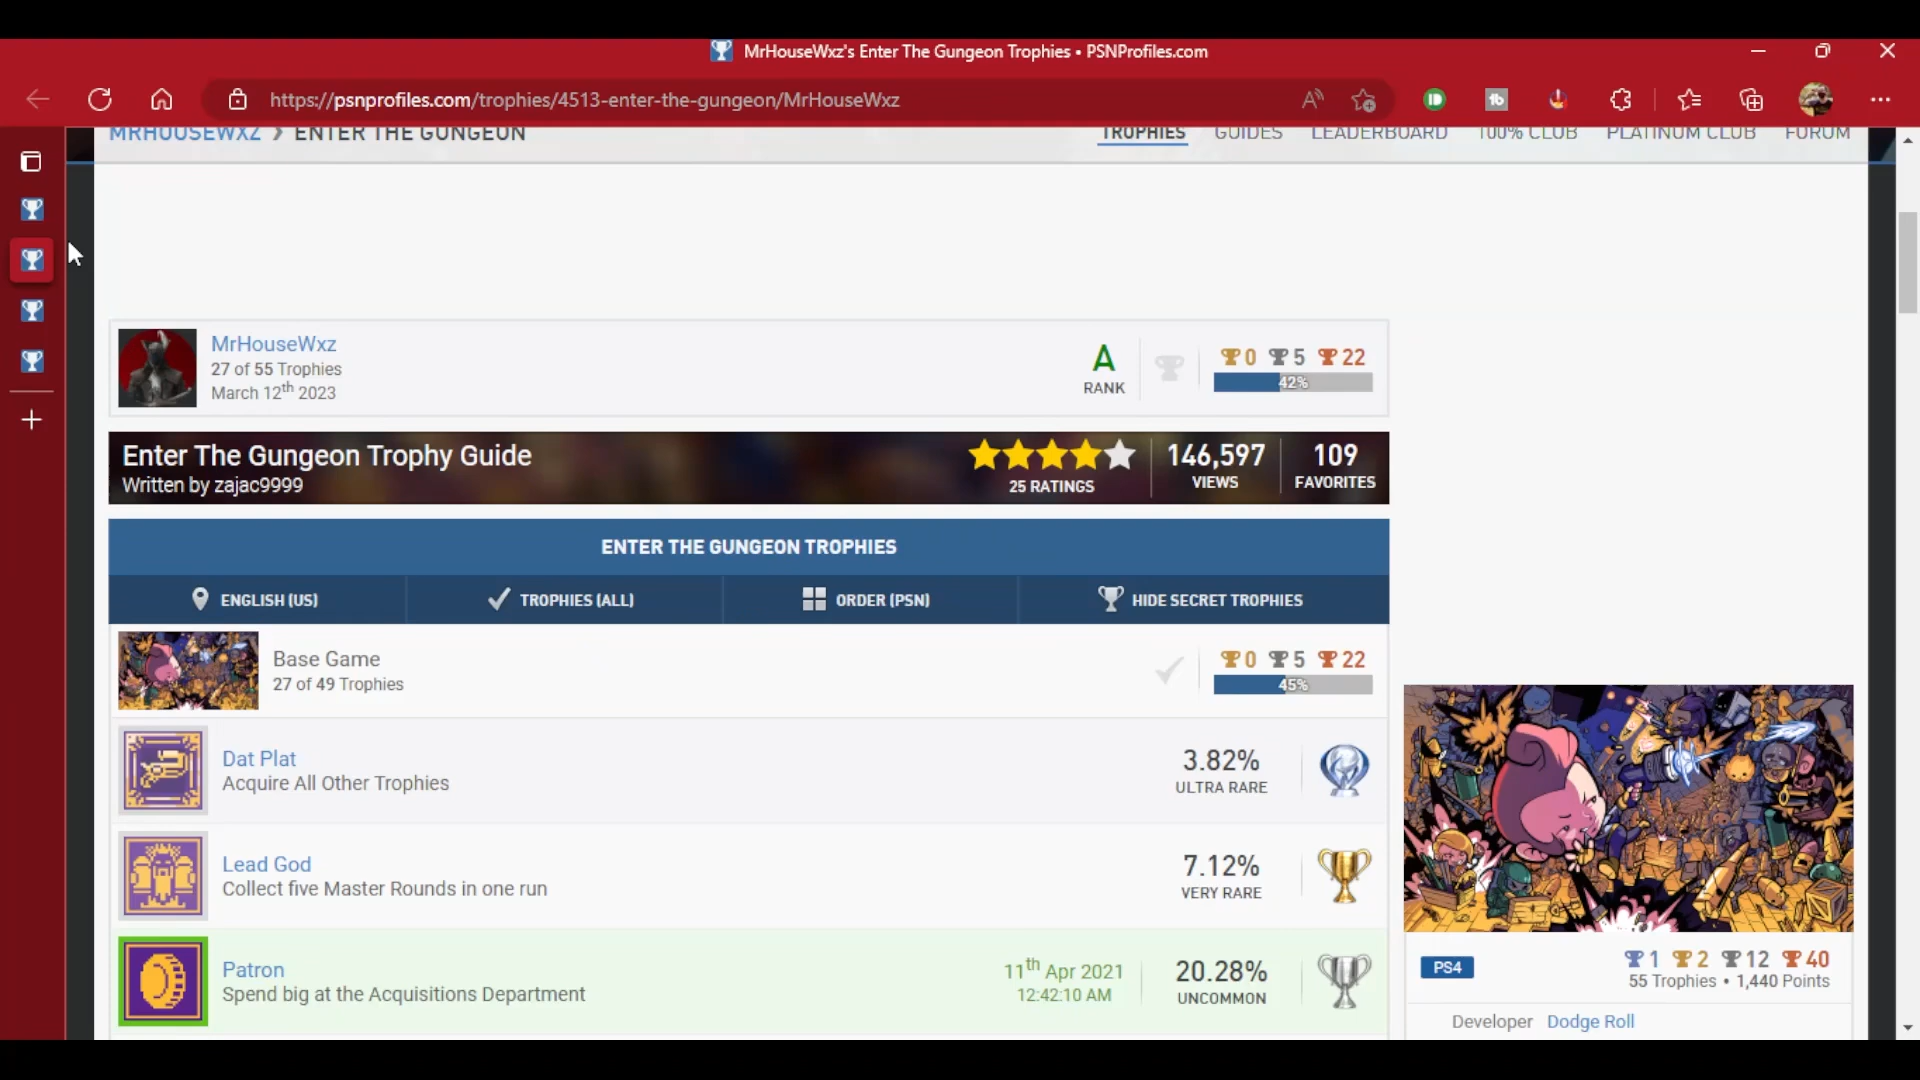 MrHouseWxz's Enter The Gungeon Trophies • PSNProfiles.com
https://psnprofiles.com/trophies/4513-enter-the-gungeon/MrHouseWxz
MRHOUSEWXZ › ENTER THE GUNGEON
TROPHIES GUIDES LEADERBOARD 100% CLUB PLATINUM CLUB FORUM
MrHouseWxz
27 of 55 Trophies
March 12th 2023
A
RANK
0 5 22
42%
Enter The Gungeon Trophy Guide
Written by zajac9999
25 RATINGS
146,597
VIEWS
109
FAVORITES
ENTER THE GUNGEON TROPHIES
ENGLISH (US) TROPHIES (ALL) ORDER (PSN) HIDE SECRET TROPHIES
Base Game
27 of 49 Trophies
0 5 22
45%
Dat Plat
Acquire All Other Trophies
3.82%
ULTRA RARE
Lead God
Collect five Master Rounds in one run
7.12%
VERY RARE
Patron
Spend big at the Acquisitions Department
11th Apr 2021
12:42:10 AM
20.28%
UNCOMMON
PS4
1 2 12 40
55 Trophies • 1,440 Points
Developer Dodge Roll